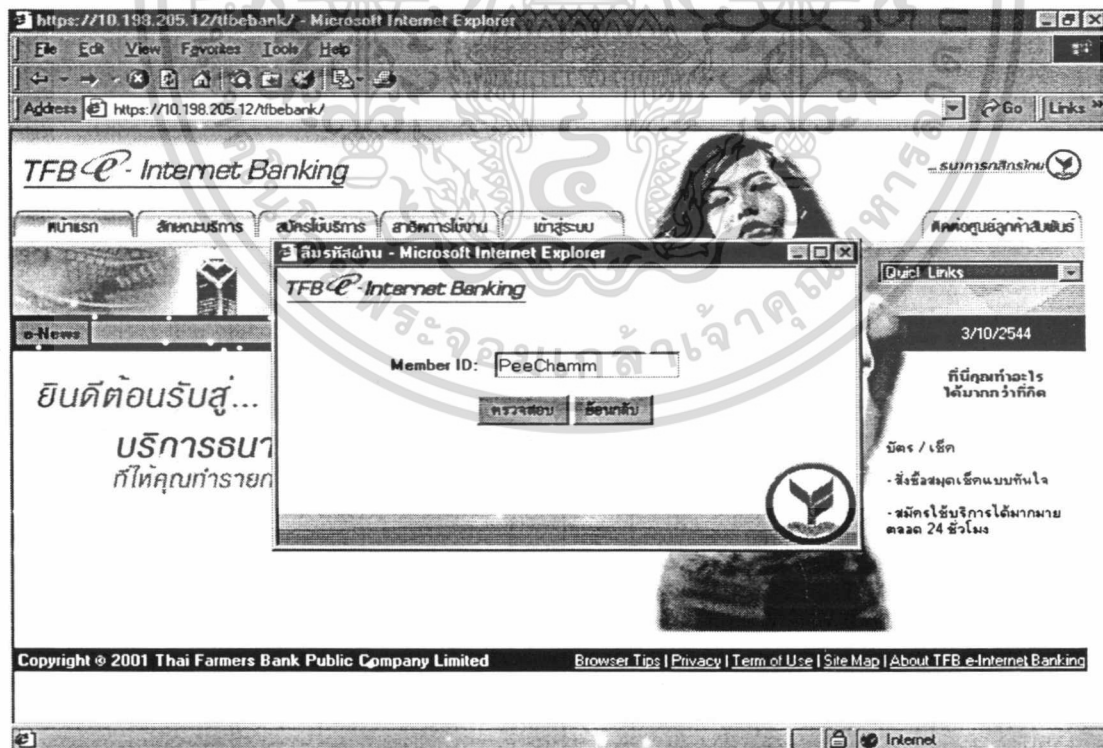 https://10.198.205.12/tfbebank/ - Microsoft Internet Explorer
File Edit View Favorites Tools Help
Address https://10.198.205.12/tfbebank/ Go Links
TFB e - Internet Banking
... ธนาคารกสิกรไทย
หน้าแรก ลักษณะบริการ สมัครใช้บริการ สาธิตการใช้งาน เข้าสู่ระบบ ติดต่อศูนย์ลูกค้าสัมพันธ์
ลืมรหัสผ่าน - Microsoft Internet Explorer
TFB e - Internet Banking
Quick Links
e-News
3/10/2544
Member ID: PeeChamm
ตรวจสอบ ย้อนกลับ
ยินดีต้อนรับสู่...
บริการธนา
ที่ให้คุณทำรายก
ที่นี่คุณทำอะไร
ได้มากกว่าที่คิด
บัตร / เช็ค
- สั่งซื้อสมุดเช็คแบบทันใจ
- สมัครใช้บริการได้มากมาย
ตลอด 24 ชั่วโมง
Copyright © 2001 Thai Farmers Bank Public Company Limited
Browser Tips | Privacy | Term of Use | Site Map | About TFB e-Internet Banking
Internet